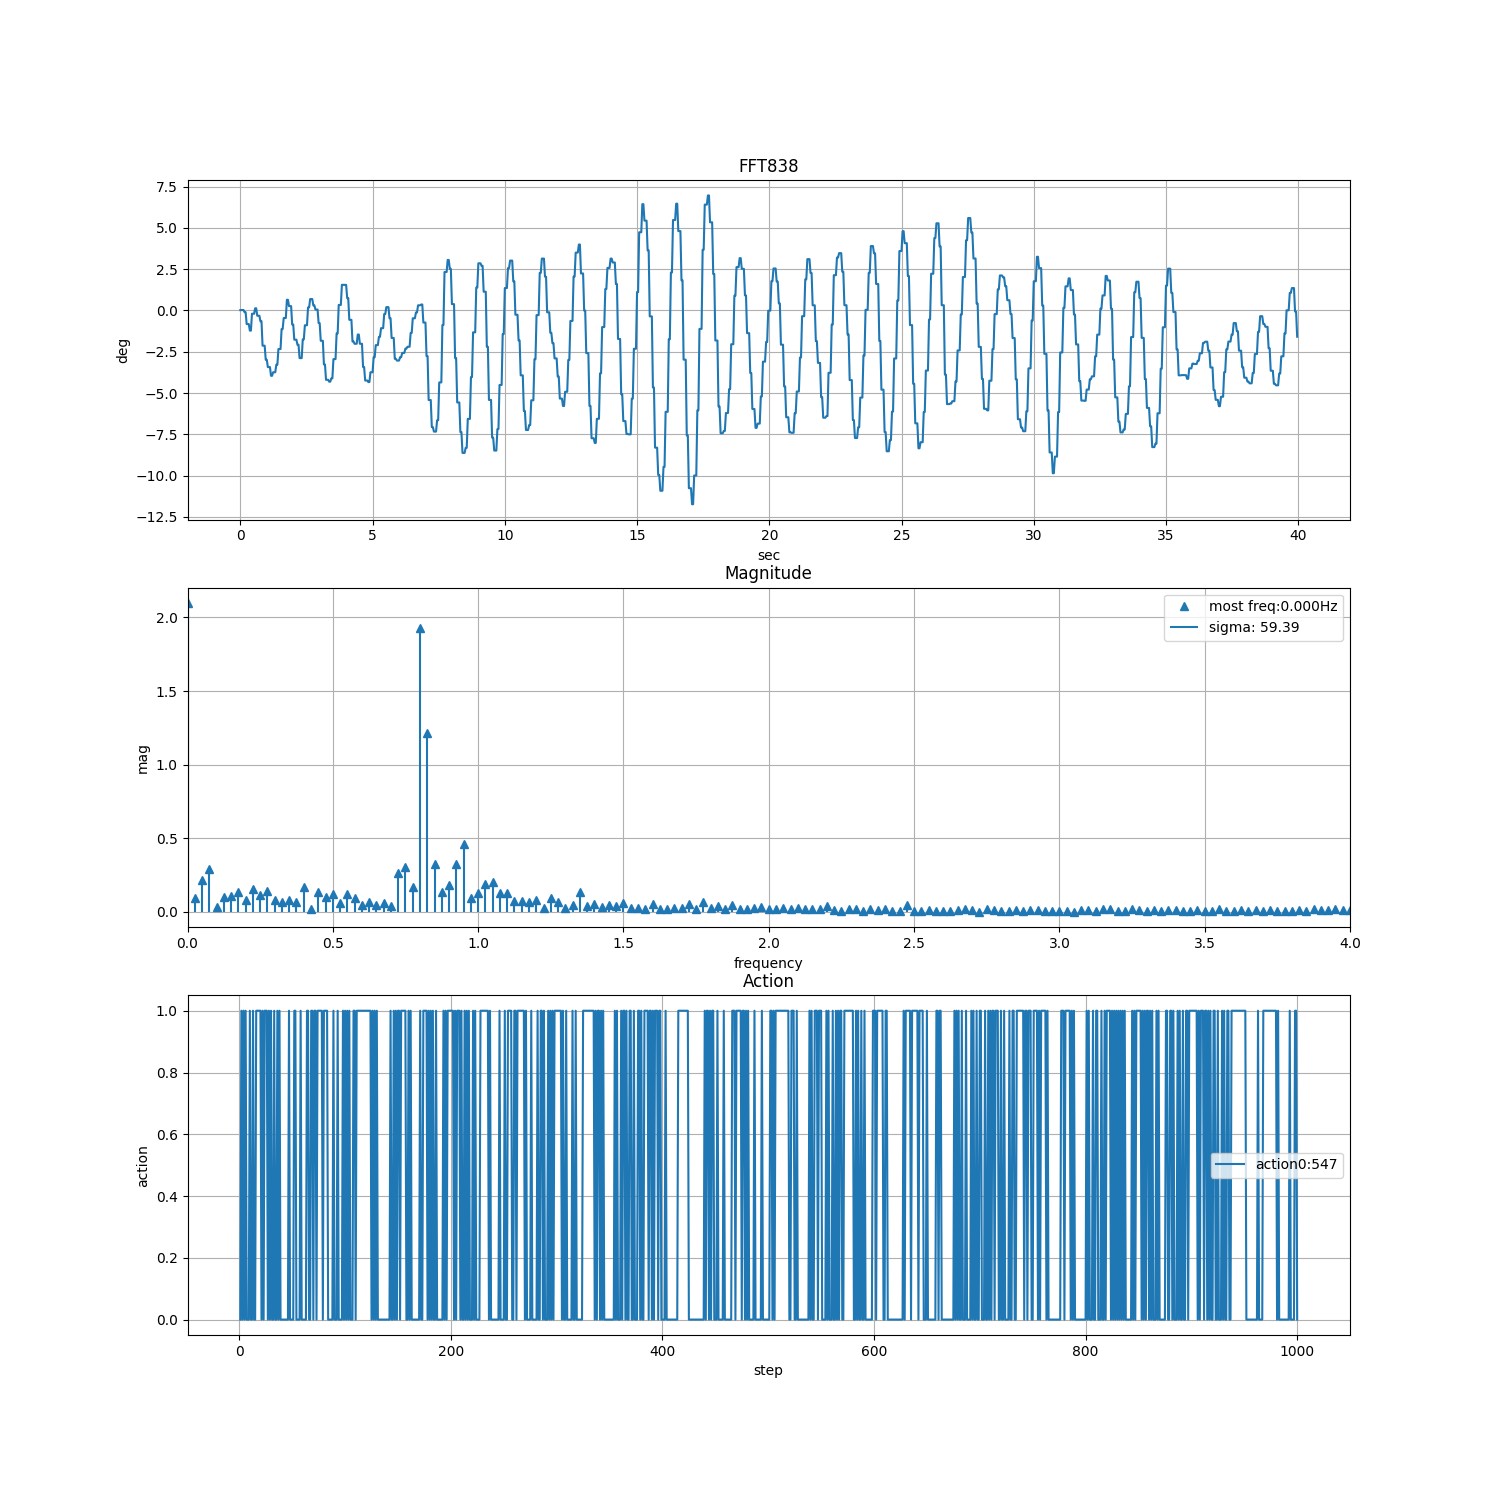 FFT838
7.5
5.0
2.5
0.0
−2.5
−5.0
−7.5
−10.0
−12.5
deg
0 5 10 15 20 25 30 35 40
sec
Magnitude
2.0
1.5
1.0
0.5
0.0
mag
most freq:0.000Hz
sigma: 59.39
0.0 0.5 1.0 1.5 2.0 2.5 3.0 3.5 4.0
frequency
Action
1.0
0.8
0.6
0.4
0.2
0.0
action
action0:547
0 200 400 600 800 1000
step